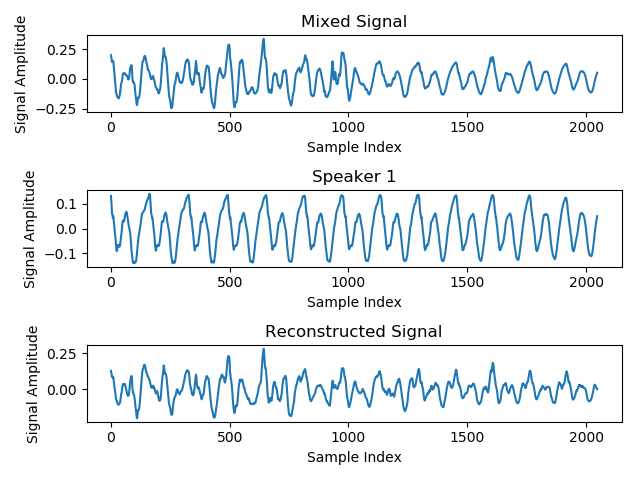 Mixed Signal
Signal Amplitude
0.25
0.00
−0.25
0 500 1000 1500 2000
Sample Index
Speaker 1
Signal Amplitude
0.1
0.0
−0.1
0 500 1000 1500 2000
Sample Index
Reconstructed Signal
Signal Amplitude
0.25
0.00
0 500 1000 1500 2000
Sample Index